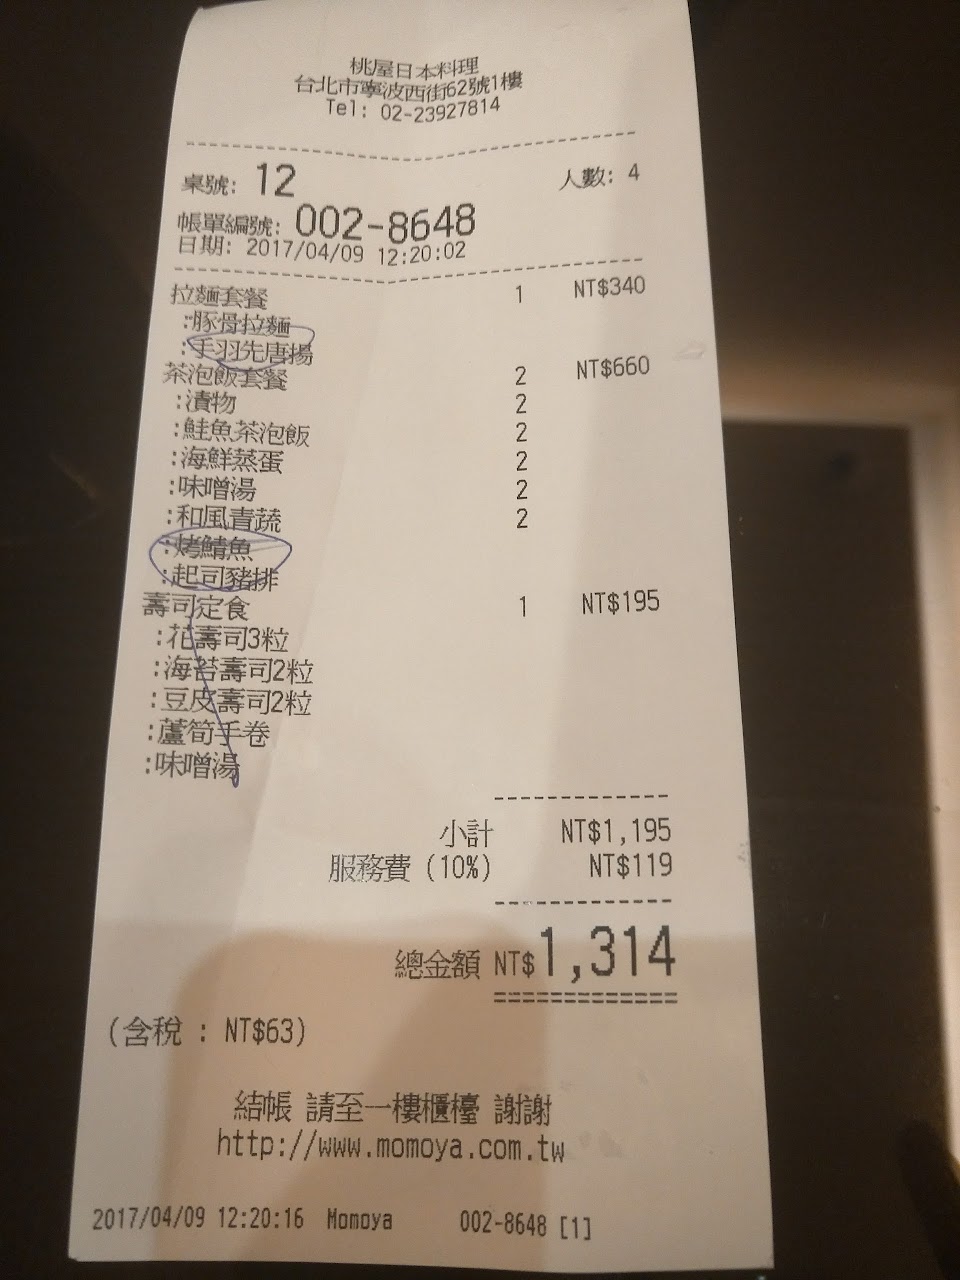 桃屋日本料理
台北市寧波西街62號1樓
Tel: 02-23927814
桌號: 12 人數: 4
帳單編號: 002-8648
日期: 2017/04/09 12:20:02
拉麵套餐 1 NT$340
:豚骨拉麵
:手羽先唐揚
茶泡飯套餐 2 NT$660
:漬物 2
:鮭魚茶泡飯 2
:海鮮蒸蛋 2
:味噌湯 2
:和風青蔬 2
:烤鯖魚
:起司豬排
壽司定食 1 NT$195
:花壽司3粒
:海苔壽司2粒
:豆皮壽司2粒
:蘆筍手卷
:味噌湯
小計 NT$1,195
服務費 (10%) NT$119
總金額 NT$1,314
(含稅 : NT$63)
結帳 請至一樓櫃檯 謝謝
http://www.momoya.com.tw
2017/04/09 12:20:16 Momoya 002-8648 [1]